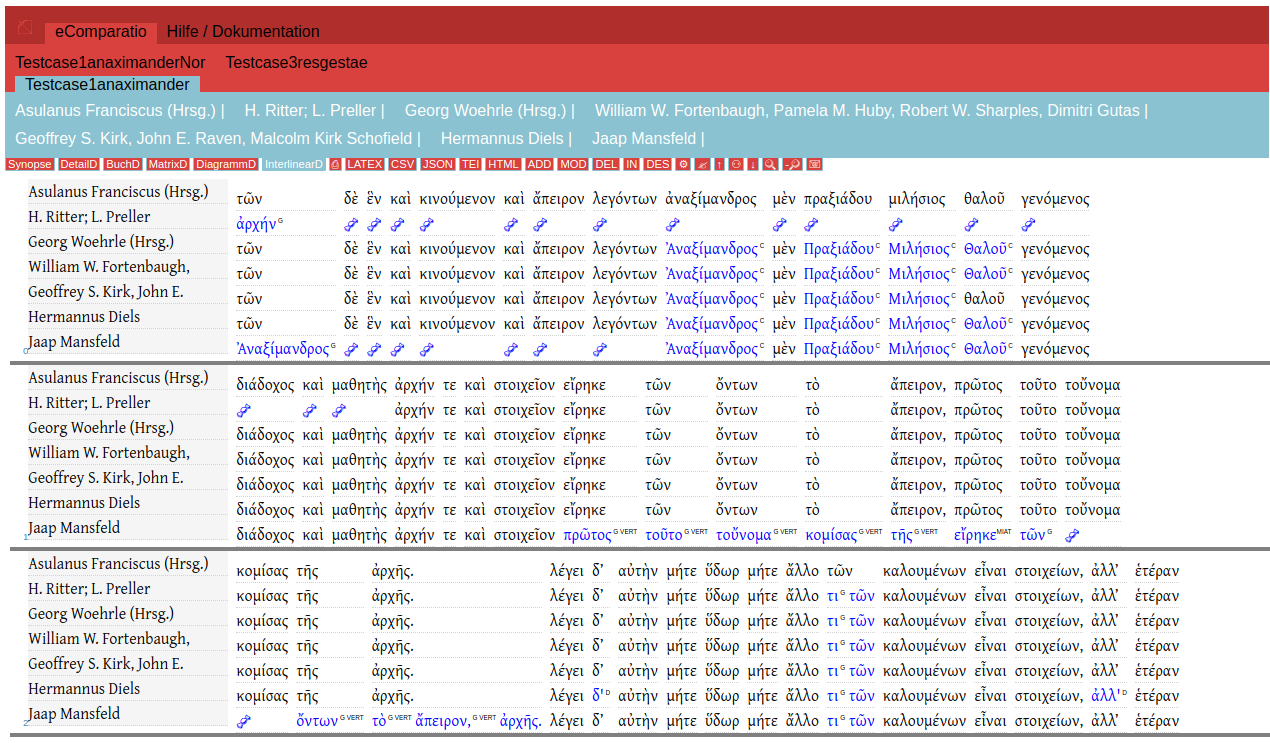 eComparatio Hilfe / Dokumentation
Testcase1anaximanderNor Testcase3resgestae
Testcase1anaximander
Asulanus Franciscus (Hrsg.) | H. Ritter; L. Preller | Georg Woehrle (Hrsg.) | William W. Fortenbaugh, Pamela M. Huby, Robert W. Sharples, Dimitri Gutas |
Geoffrey S. Kirk, John E. Raven, Malcolm Kirk Schofield | Hermannus Diels | Jaap Mansfeld |
Synopse DetailD BuchD MatrixD DiagrammD InterlinearD LATEX CSV JSON TEI HTML ADD MOD DEL IN DES
Asulanus Franciscus (Hrsg.) τῶν δὲ ἓν καὶ κινούμενον καὶ ἄπειρον λεγόντων ἀναξίμανδρος μὲν πραξιάδου μιλήσιος θαλοῦ γενόμενος
H. Ritter; L. Preller ἀρχήν G
Georg Woehrle (Hrsg.) τῶν δὲ ἓν καὶ κινούμενον καὶ ἄπειρον λεγόντων Ἀναξίμανδρος C μὲν Πραξιάδου C Μιλήσιος C Θαλοῦ C γενόμενος
William W. Fortenbaugh, τῶν δὲ ἓν καὶ κινούμενον καὶ ἄπειρον λεγόντων Ἀναξίμανδρος C μὲν Πραξιάδου C Μιλήσιος C Θαλοῦ C γενόμενος
Geoffrey S. Kirk, John E. τῶν δὲ ἓν καὶ κινούμενον καὶ ἄπειρον λεγόντων Ἀναξίμανδρος C μὲν Πραξιάδου C Μιλήσιος C θαλοῦ γενόμενος
Hermannus Diels τῶν δὲ ἓν καὶ κινούμενον καὶ ἄπειρον λεγόντων Ἀναξίμανδρος C μὲν Πραξιάδου C Μιλήσιος C Θαλοῦ C γενόμενος
0 Jaap Mansfeld Ἀναξίμανδρος G Ἀναξίμανδρος C μὲν Πραξιάδου C Μιλήσιος C Θαλοῦ C γενόμενος
Asulanus Franciscus (Hrsg.) διάδοχος καὶ μαθητὴς ἀρχήν τε καὶ στοιχεῖον εἴρηκε τῶν ὄντων τὸ ἄπειρον, πρῶτος τοῦτο τοὔνομα
H. Ritter; L. Preller ἀρχήν τε καὶ στοιχεῖον εἴρηκε τῶν ὄντων τὸ ἄπειρον, πρῶτος τοῦτο τοὔνομα
Georg Woehrle (Hrsg.) διάδοχος καὶ μαθητὴς ἀρχήν τε καὶ στοιχεῖον εἴρηκε τῶν ὄντων τὸ ἄπειρον, πρῶτος τοῦτο τοὔνομα
William W. Fortenbaugh, διάδοχος καὶ μαθητὴς ἀρχήν τε καὶ στοιχεῖον εἴρηκε τῶν ὄντων τὸ ἄπειρον, πρῶτος τοῦτο τοὔνομα
Geoffrey S. Kirk, John E. διάδοχος καὶ μαθητὴς ἀρχήν τε καὶ στοιχεῖον εἴρηκε τῶν ὄντων τὸ ἄπειρον, πρῶτος τοῦτο τοὔνομα
Hermannus Diels διάδοχος καὶ μαθητὴς ἀρχήν τε καὶ στοιχεῖον εἴρηκε τῶν ὄντων τὸ ἄπειρον, πρῶτος τοῦτο τοὔνομα
1 Jaap Mansfeld διάδοχος καὶ μαθητὴς ἀρχήν τε καὶ στοιχεῖον πρῶτος G VERT τοῦτο G VERT τοὔνομα G VERT κομίσας G VERT τῆς G VERT εἴρηκε MIAT τῶν G
Asulanus Franciscus (Hrsg.) κομίσας τῆς ἀρχῆς. λέγει δ’ αὐτὴν μήτε ὕδωρ μήτε ἄλλο τῶν καλουμένων εἶναι στοιχείων, ἀλλ’ ἑτέραν
H. Ritter; L. Preller κομίσας τῆς ἀρχῆς. λέγει δ’ αὐτὴν μήτε ὕδωρ μήτε ἄλλο τι G τῶν καλουμένων εἶναι στοιχείων, ἀλλ’ ἑτέραν
Georg Woehrle (Hrsg.) κομίσας τῆς ἀρχῆς. λέγει δ’ αὐτὴν μήτε ὕδωρ μήτε ἄλλο τι G τῶν καλουμένων εἶναι στοιχείων, ἀλλ’ ἑτέραν
William W. Fortenbaugh, κομίσας τῆς ἀρχῆς. λέγει δ’ αὐτὴν μήτε ὕδωρ μήτε ἄλλο τι G τῶν καλουμένων εἶναι στοιχείων, ἀλλ’ ἑτέραν
Geoffrey S. Kirk, John E. κομίσας τῆς ἀρχῆς. λέγει δ’ αὐτὴν μήτε ὕδωρ μήτε ἄλλο τι G τῶν καλουμένων εἶναι στοιχείων, ἀλλ’ ἑτέραν
Hermannus Diels κομίσας τῆς ἀρχῆς. λέγει δ' D αὐτὴν μήτε ὕδωρ μήτε ἄλλο τι G τῶν καλουμένων εἶναι στοιχείων, ἀλλ' D ἑτέραν
2 Jaap Mansfeld ὄντων G VERT τὸ G VERT ἄπειρον, G VERT ἀρχῆς. λέγει δ’ αὐτὴν μήτε ὕδωρ μήτε ἄλλο τι G τῶν καλουμένων εἶναι στοιχείων, ἀλλ’ ἑτέραν